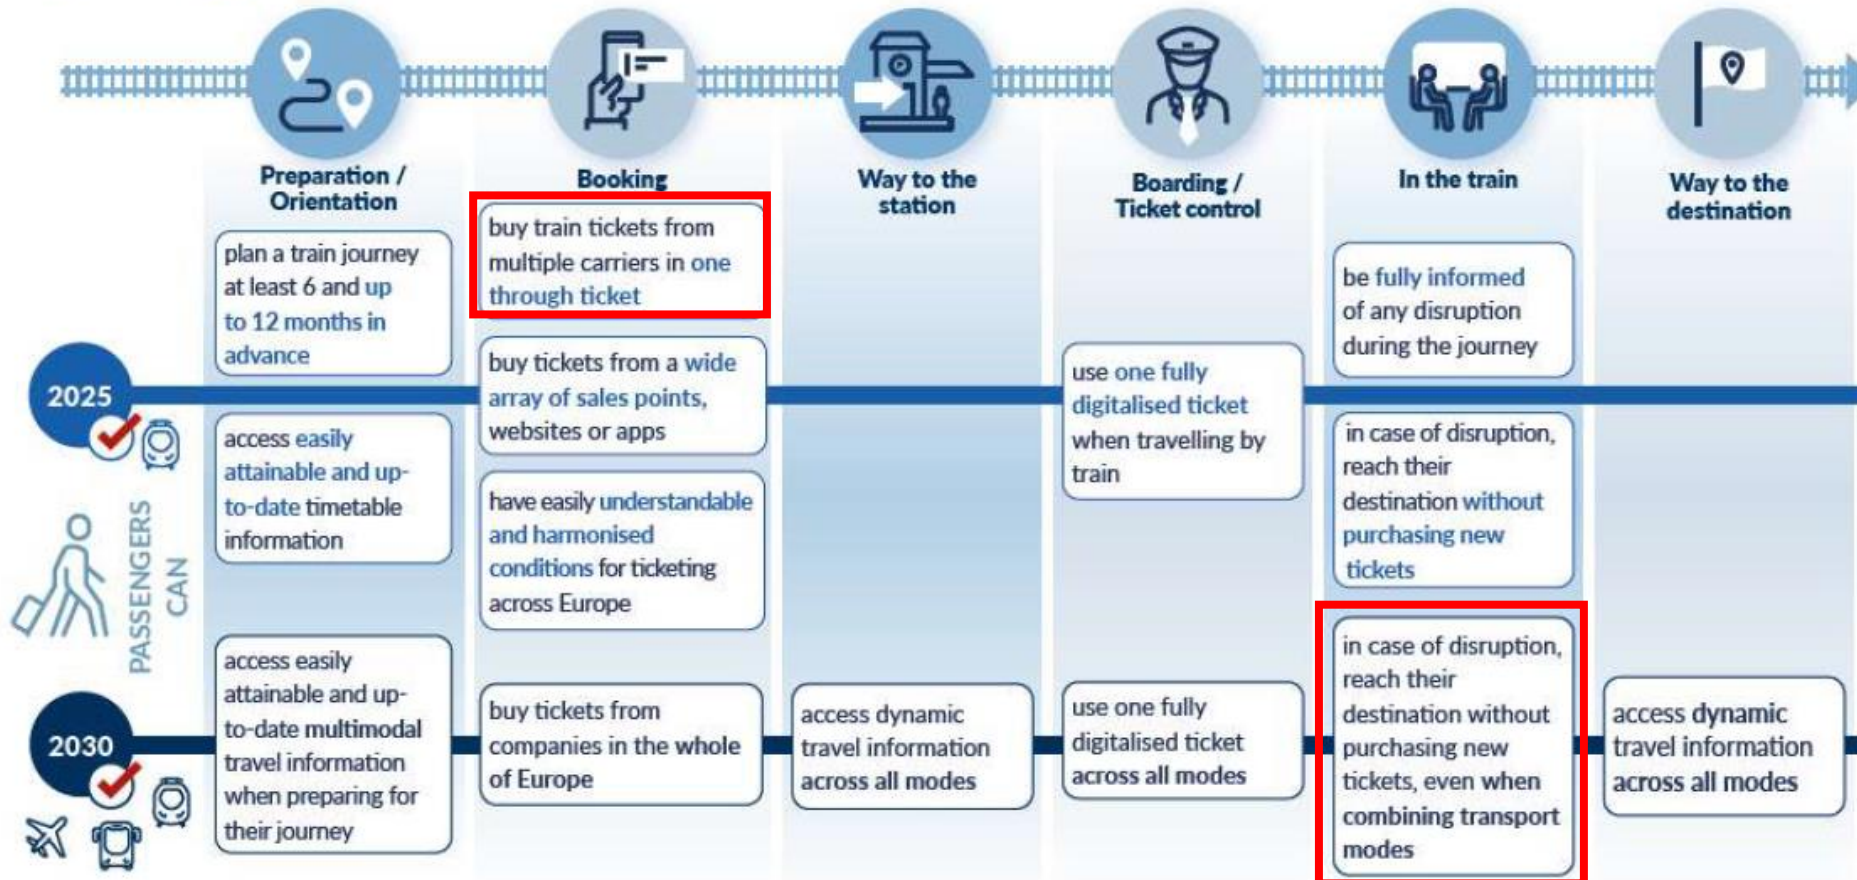 Preparation /
Orientation
Booking
Way to the
station
Boarding /
Ticket control
In the train
Way to the
destination
2025
plan a train journey
at least 6 and up
to 12 months in
advance
access easily
attainable and up-
to-date timetable
information
buy train tickets from
multiple carriers in one
through ticket
buy tickets from a wide
array of sales points,
websites or apps
have easily understandable
and harmonised
conditions for ticketing
across Europe
use one fully
digitalised ticket
when travelling by
train
be fully informed
of any disruption
during the journey
in case of disruption,
reach their
destination without
purchasing new
tickets
PASSENGERS
CAN
2030
access easily
attainable and up-
to-date multimodal
travel information
when preparing for
their journey
buy tickets from
companies in the whole
of Europe
access dynamic
travel information
across all modes
use one fully
digitalised ticket
across all modes
in case of disruption,
reach their
destination without
purchasing new
tickets, even when
combining transport
modes
access dynamic
travel information
across all modes